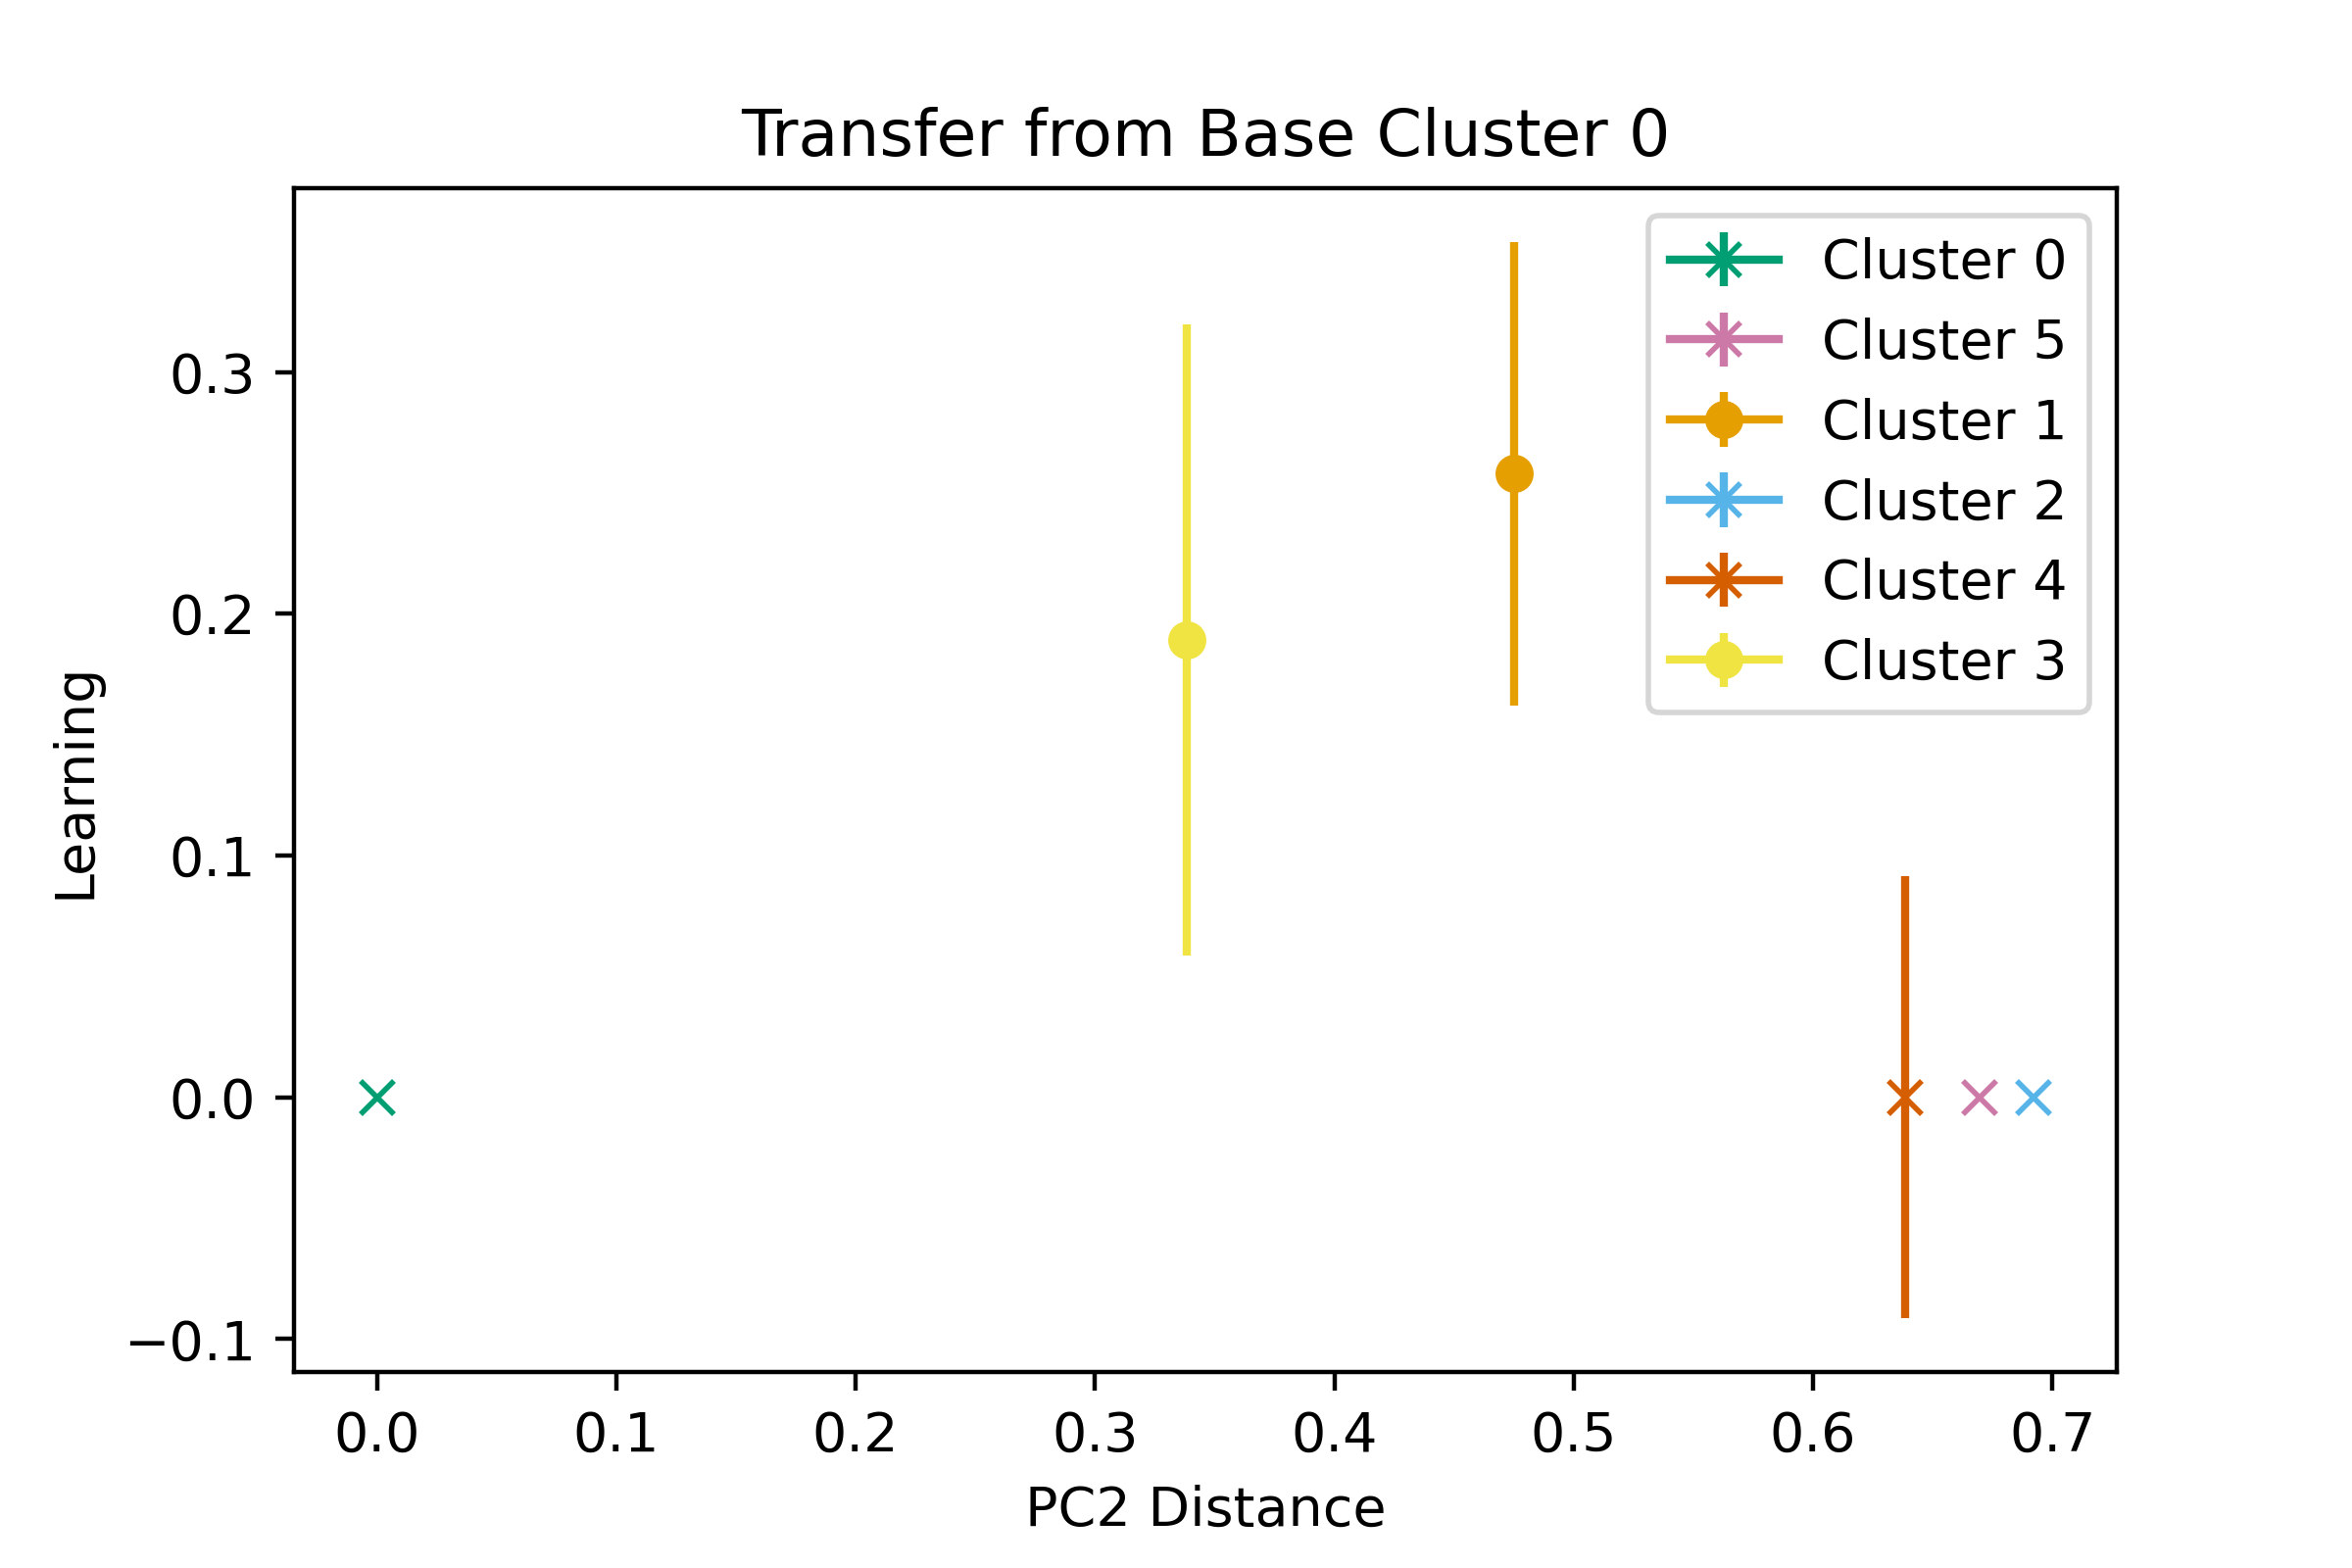 Transfer from Base Cluster 0
Cluster 0
Cluster 5
Cluster 1
Cluster 2
Cluster 4
Cluster 3
Learning
0.3
0.2
0.1
0.0
−0.1
0.0 0.1 0.2 0.3 0.4 0.5 0.6 0.7
PC2 Distance